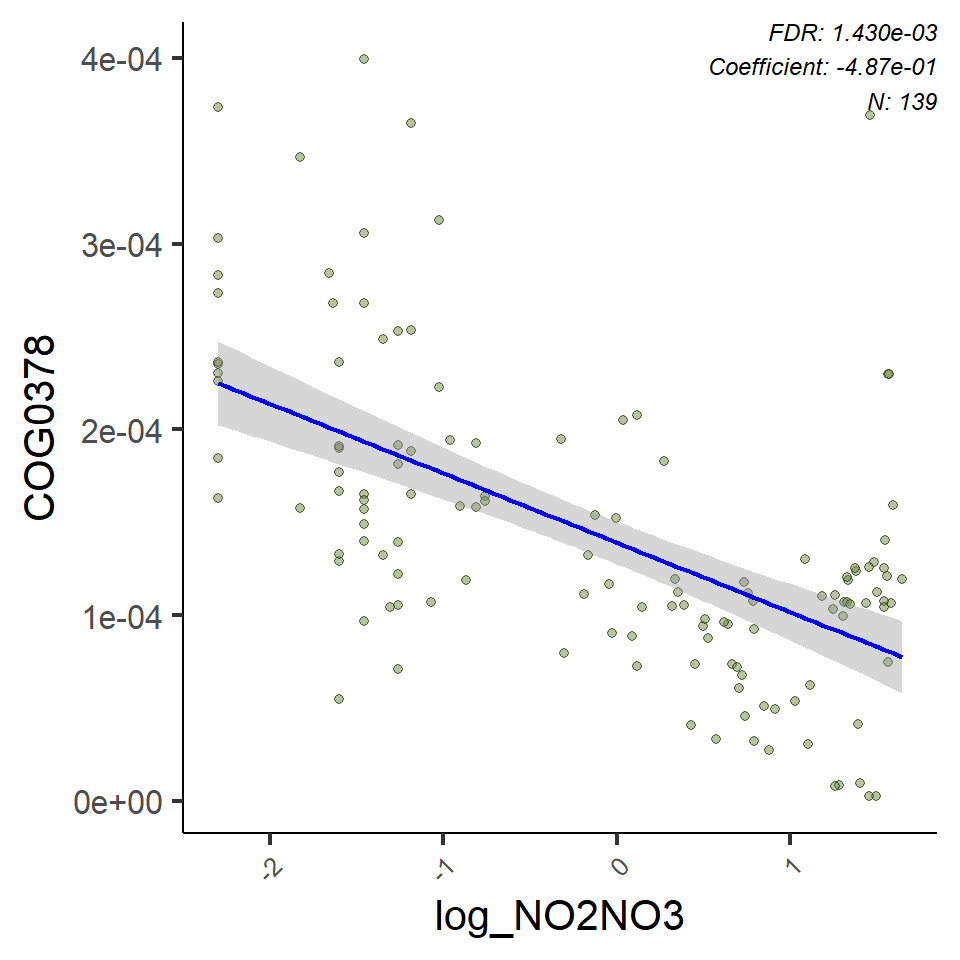 FDR: 1.430e-03
Coefficient: -4.87e-01
N: 139
4e-04
3e-04
2e-04
1e-04
0e+00
COG0378
-2
-1
0
1
log_NO2NO3